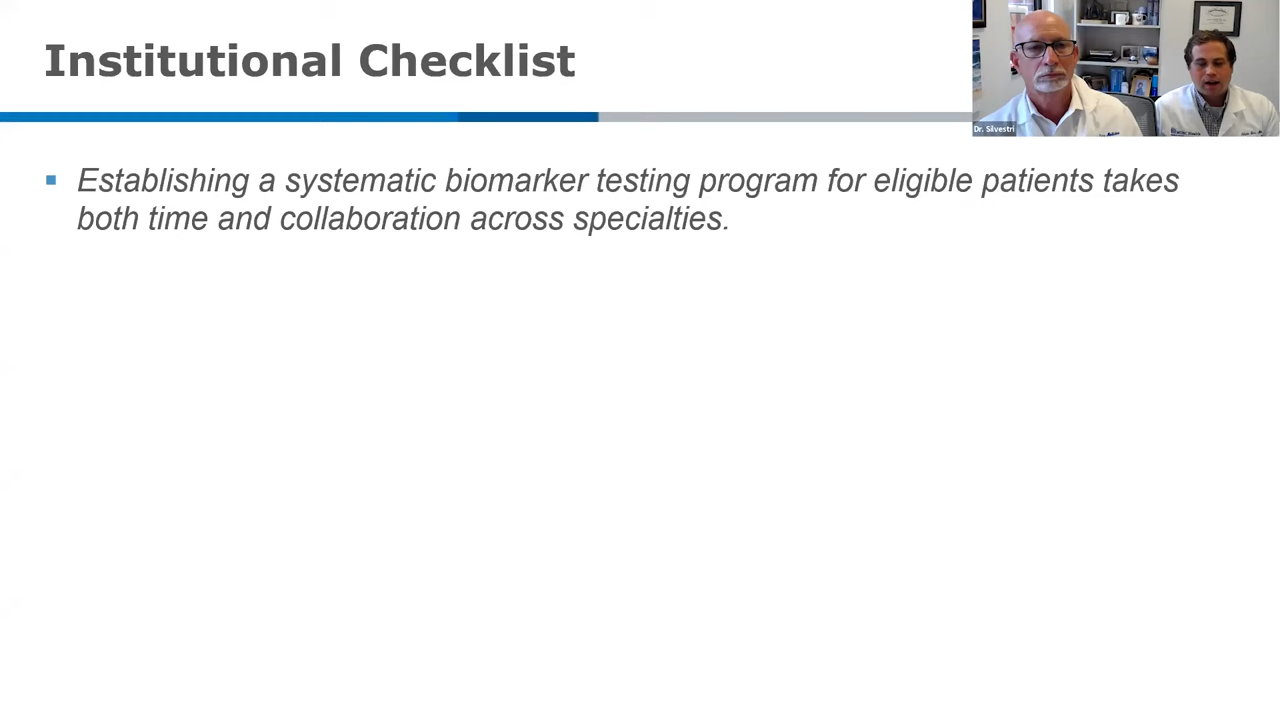 Institutional Checklist
Dr. Silvestri
Establishing a systematic biomarker testing program for eligible patients takes
both time and collaboration across specialties.